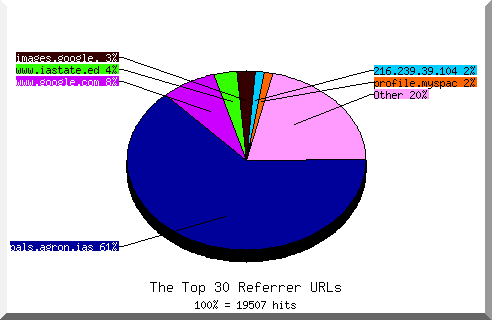 images.google. 3%
www.iastate.ed 4%
www.google.com 8%
216.239.39.104 2%
profile.myspac 2%
Other 20%
pals.agron.ias 61%
The Top 30 Referrer URLs
100% = 19507 hits